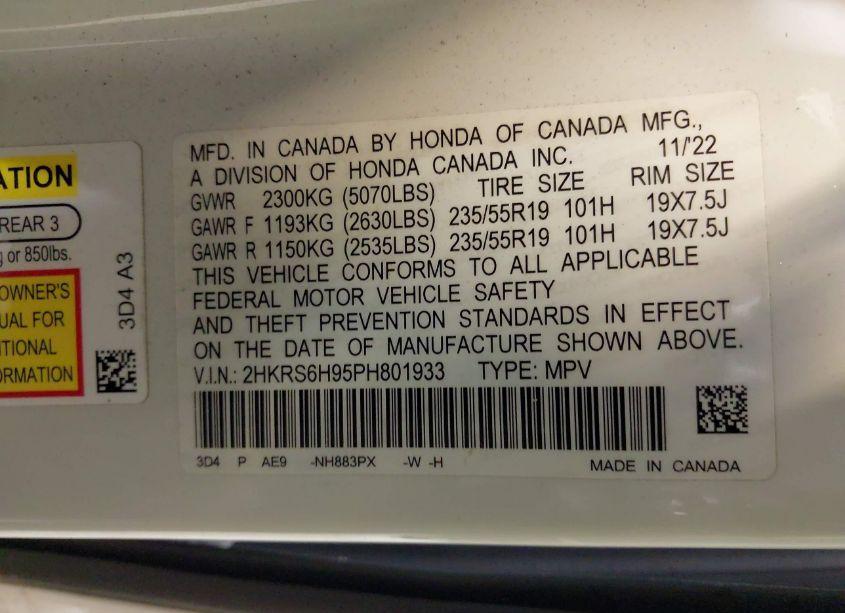 ATION
REAR 3
g or 850lbs.
OWNER'S
UAL FOR
ITIONAL
ORMATION
3D4 A3
MFD. IN CANADA BY HONDA OF CANADA MFG.,
A DIVISION OF HONDA CANADA INC. 11/'22
GVWR 2300KG (5070LBS) TIRE SIZE RIM SIZE
GAWR F 1193KG (2630LBS) 235/55R19 101H 19X7.5J
GAWR R 1150KG (2535LBS) 235/55R19 101H 19X7.5J
THIS VEHICLE CONFORMS TO ALL APPLICABLE
FEDERAL MOTOR VEHICLE SAFETY
AND THEFT PREVENTION STANDARDS IN EFFECT
ON THE DATE OF MANUFACTURE SHOWN ABOVE.
V.I.N.: 2HKRS6H95PH801933 TYPE: MPV
3D4 P AE9 -NH883PX -W -H MADE IN CANADA